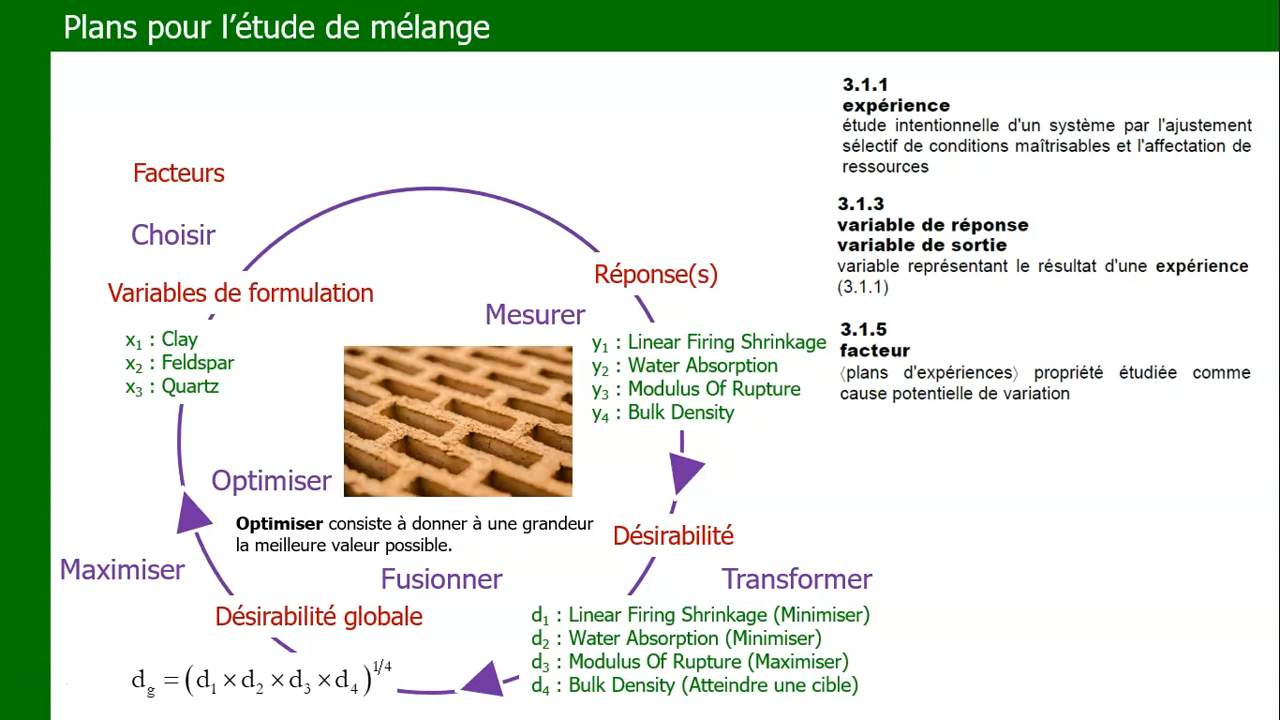 Plans pour l’étude de mélange
Facteurs
Choisir
Variables de formulation
x1 : Clay
x2 : Feldspar
x3 : Quartz
Réponse(s)
Mesurer
y1 : Linear Firing Shrinkage
y2 : Water Absorption
y3 : Modulus Of Rupture
y4 : Bulk Density
Optimiser
Optimiser consiste à donner à une grandeur
la meilleure valeur possible.
Désirabilité
Maximiser
Fusionner
Transformer
Désirabilité globale
d1 : Linear Firing Shrinkage (Minimiser)
d2 : Water Absorption (Minimiser)
d3 : Modulus Of Rupture (Maximiser)
d4 : Bulk Density (Atteindre une cible)
dg = (d1 × d2 × d3 × d4)^1/4
3.1.1
expérience
étude intentionnelle d'un système par l'ajustement
sélectif de conditions maîtrisables et l'affectation de
ressources
3.1.3
variable de réponse
variable de sortie
variable représentant le résultat d'une expérience
(3.1.1)
3.1.5
facteur
〈plans d'expériences〉 propriété étudiée comme
cause potentielle de variation